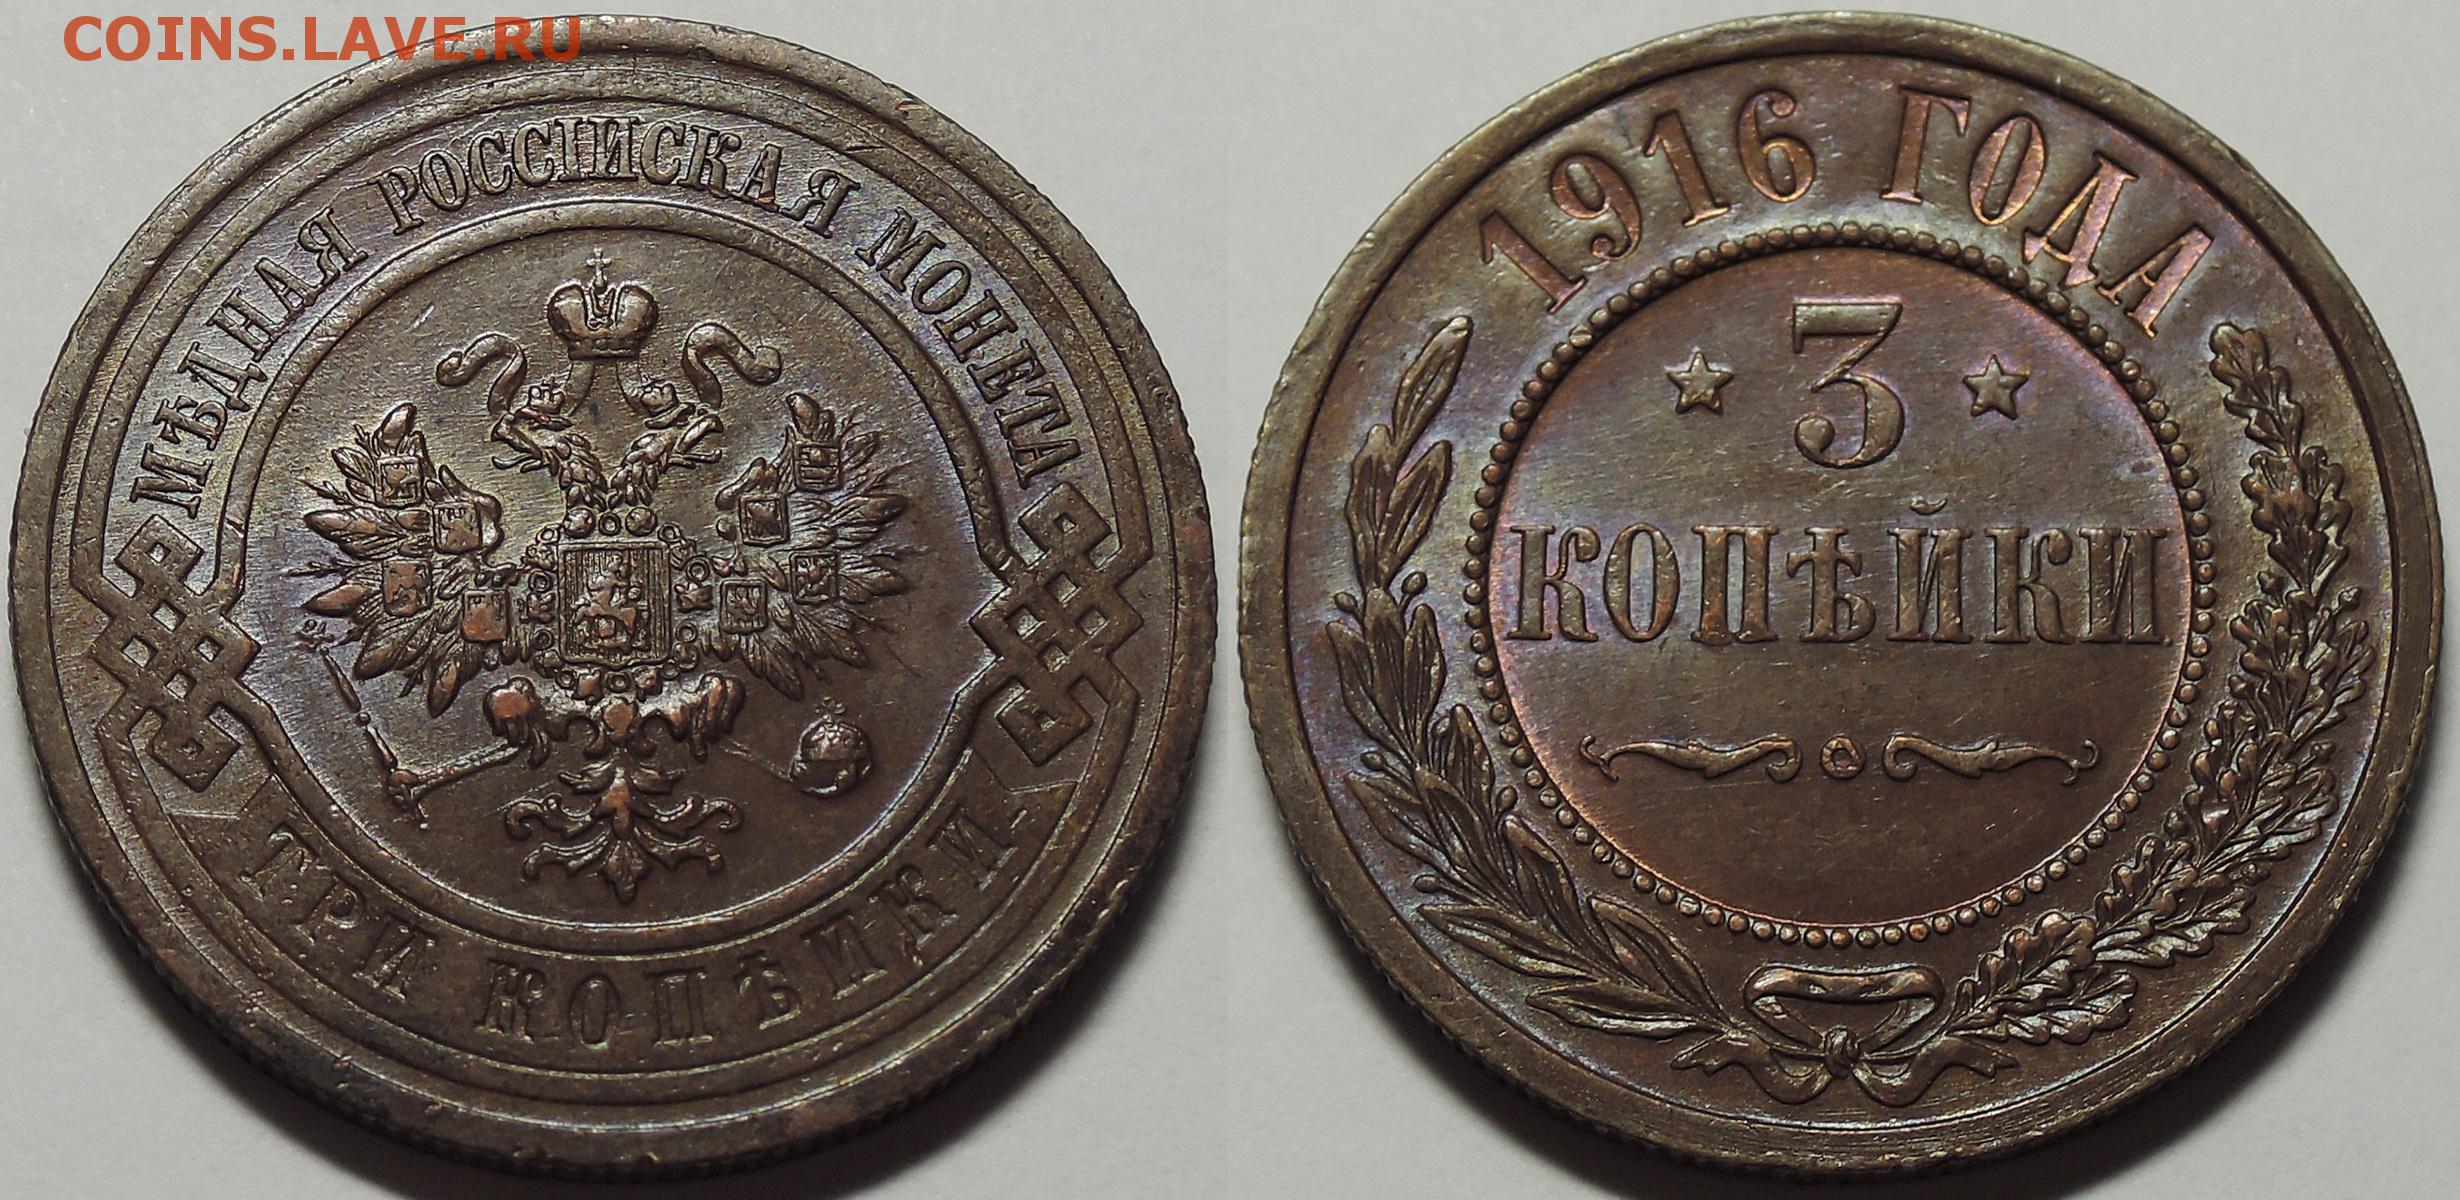 COINS.LAVE.RU
МѢДНАЯ РОССІЙСКАЯ МОНЕТА
ТРИ КОПѢЙКИ
1916 ГОДА
3
КОПѢЙКИ